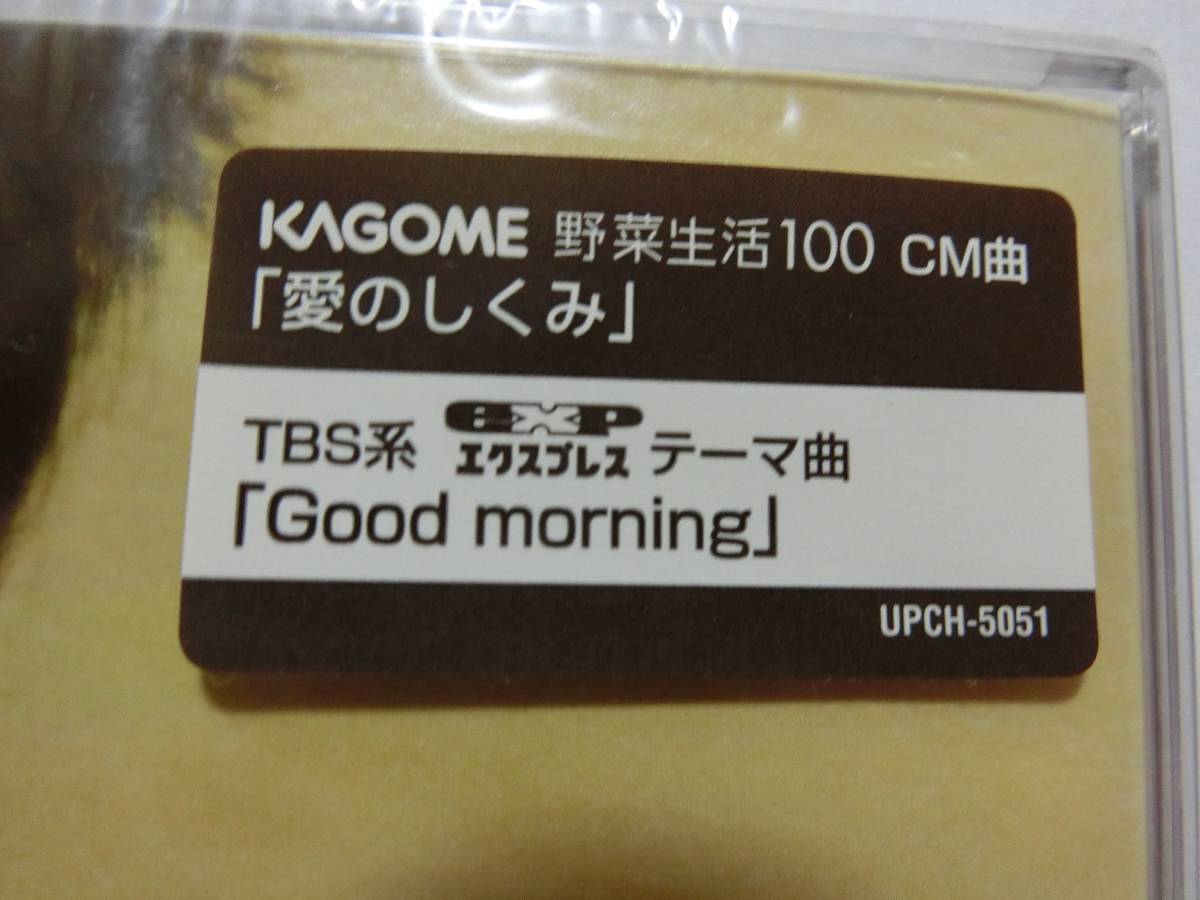 KAGOME 野菜生活100 CM曲
「愛のしくみ」
TBS系 EXP エクスプレス テーマ曲
「Good morning」
UPCH-5051